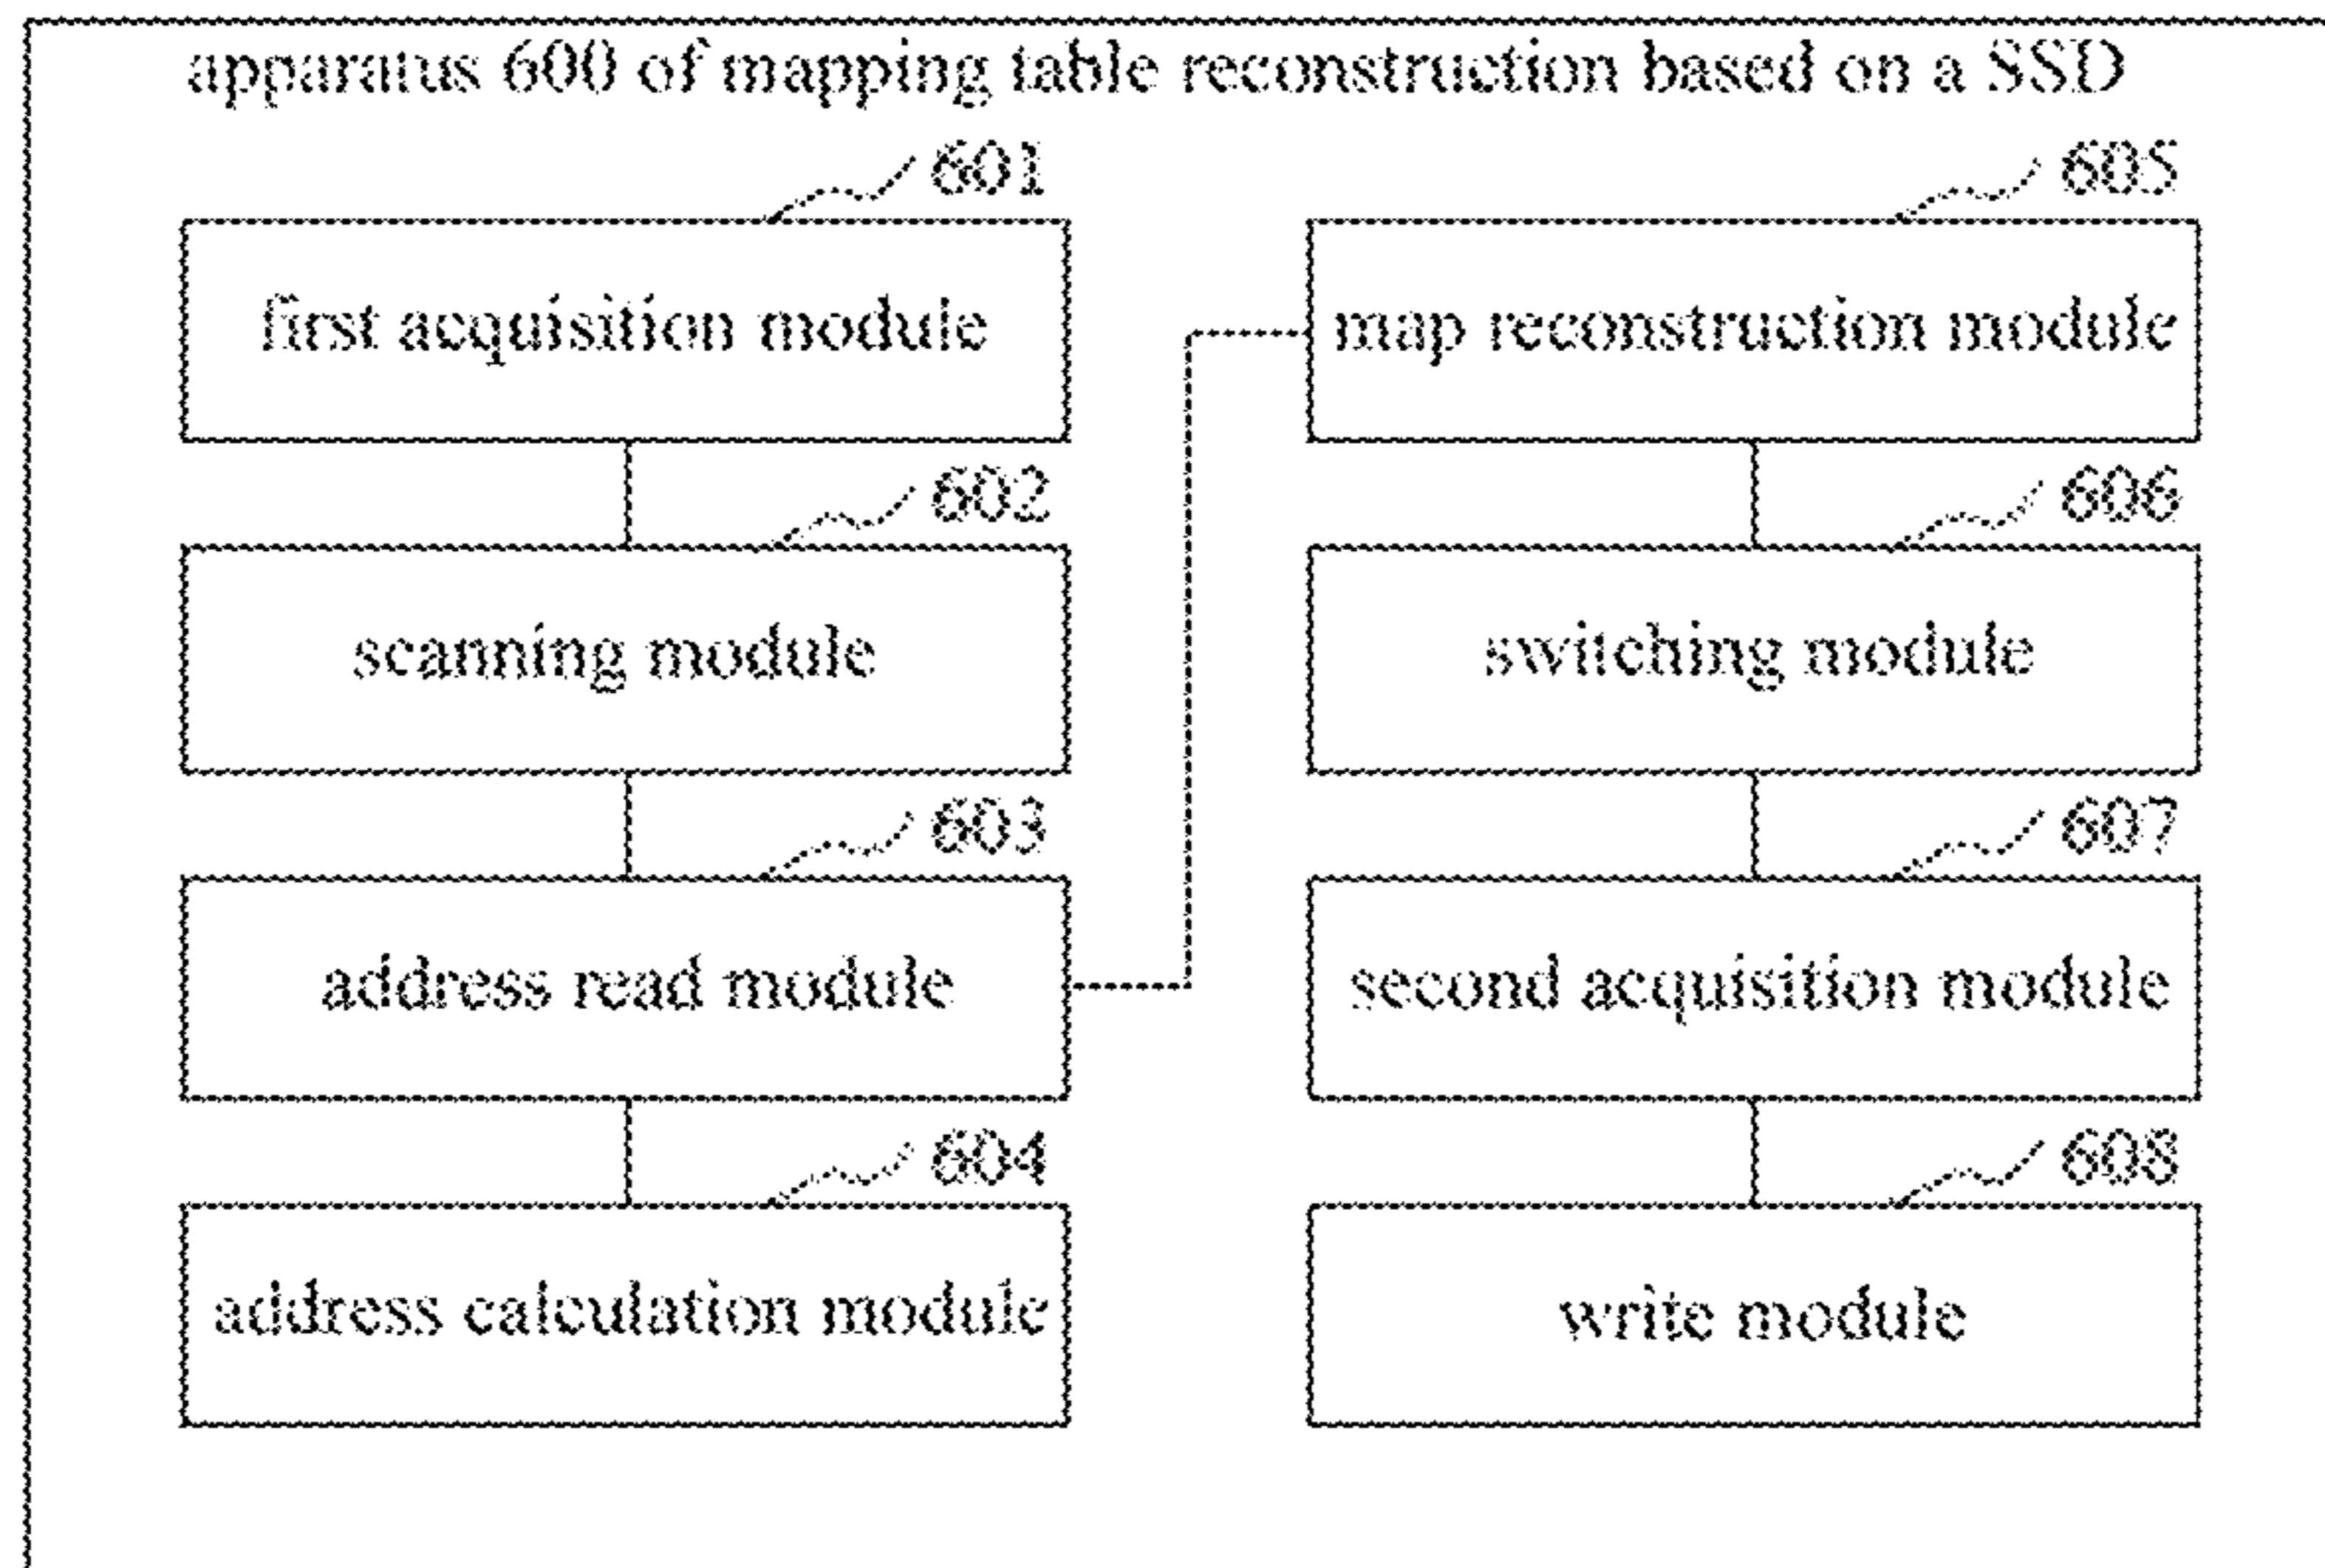 apparatus 600 of mapping table reconstruction based on a SSD
601
first acquisition module
602
scanning module
603
address read module
604
address calculation module
605
map reconstruction module
606
switching module
607
second acquisition module
608
write module